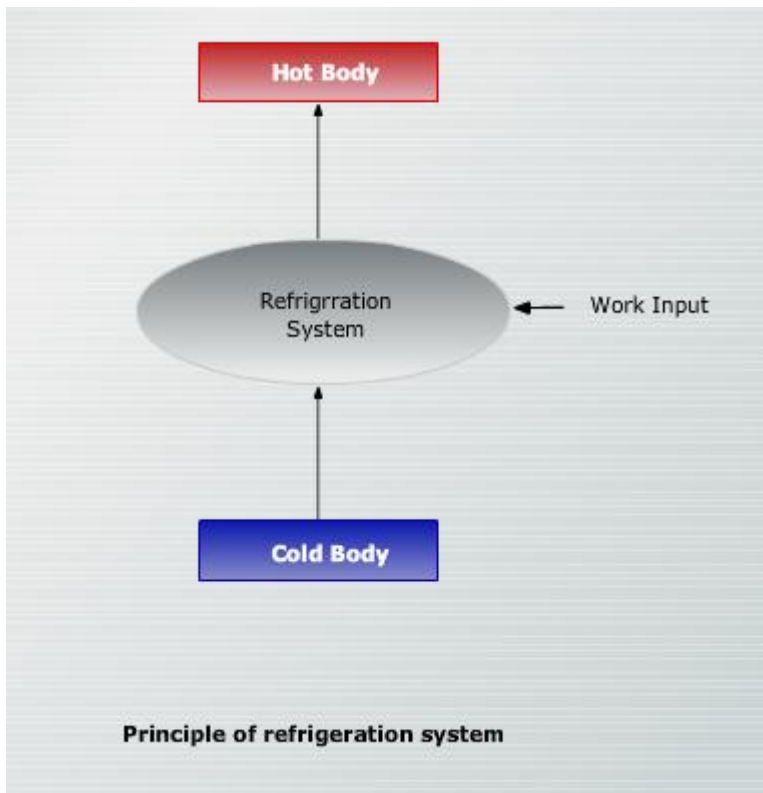 Hot Body
Refrigrration
System
Work Input
Cold Body
Principle of refrigeration system